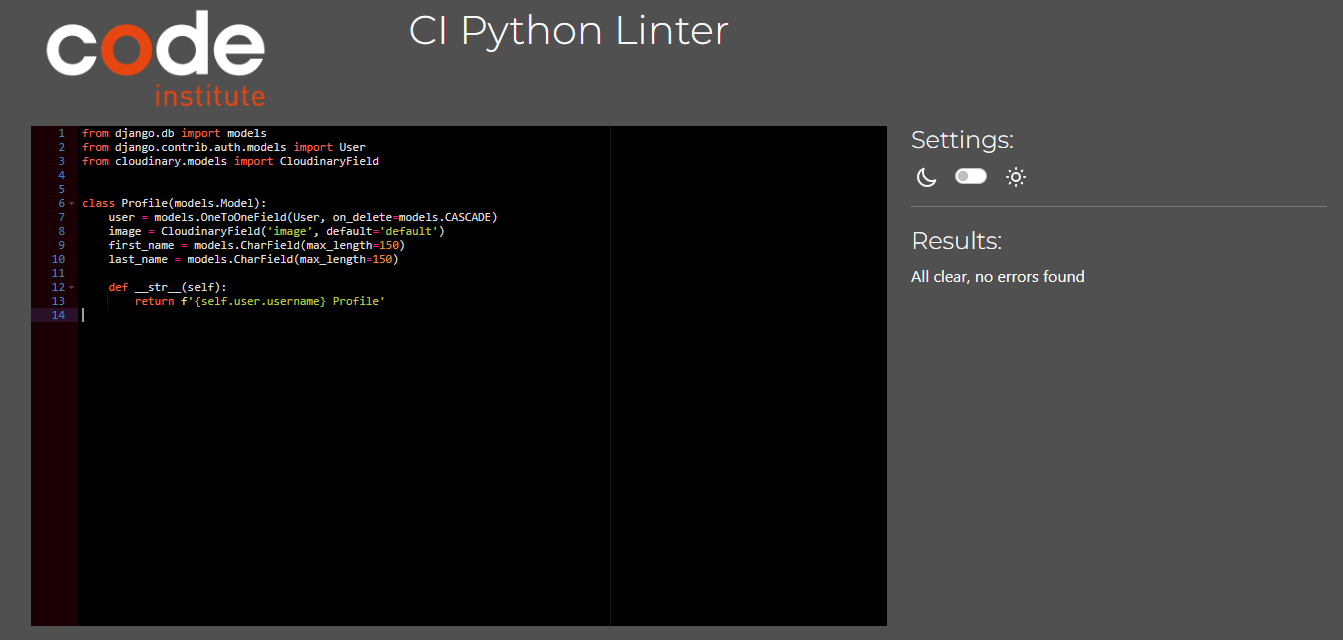 code
institute
CI Python Linter
1 from django.db import models
2 from django.contrib.auth.models import User
3 from cloudinary.models import CloudinaryField
4
5
6 class Profile(models.Model):
7     user = models.OneToOneField(User, on_delete=models.CASCADE)
8     image = CloudinaryField('image', default='default')
9     first_name = models.CharField(max_length=150)
10     last_name = models.CharField(max_length=150)
11
12     def __str__(self):
13         return f'{self.user.username} Profile'
14
Settings:
Results:
All clear, no errors found